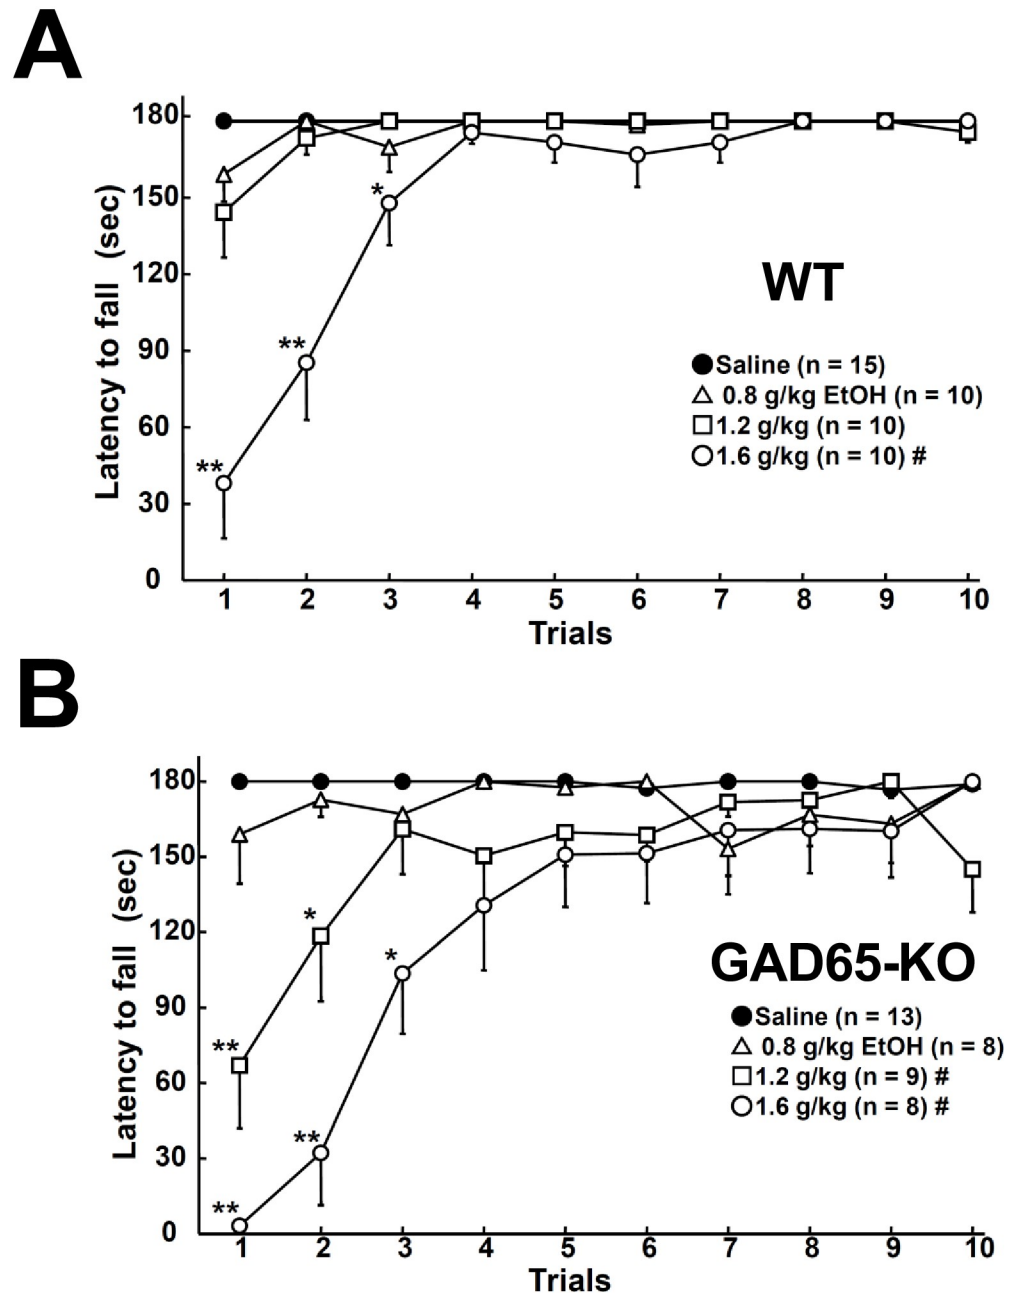 A
Latency to fall (sec)
180
150
120
90
60
30
0
*
**
**
WT
Saline (n = 15)
0.8 g/kg EtOH (n = 10)
1.2 g/kg (n = 10)
1.6 g/kg (n = 10) #
1 2 3 4 5 6 7 8 9 10
Trials
B
Latency to fall (sec)
180
150
120
90
60
30
0
*
*
**
**
**
GAD65-KO
Saline (n = 13)
0.8 g/kg EtOH (n = 8)
1.2 g/kg (n = 9) #
1.6 g/kg (n = 8) #
1 2 3 4 5 6 7 8 9 10
Trials